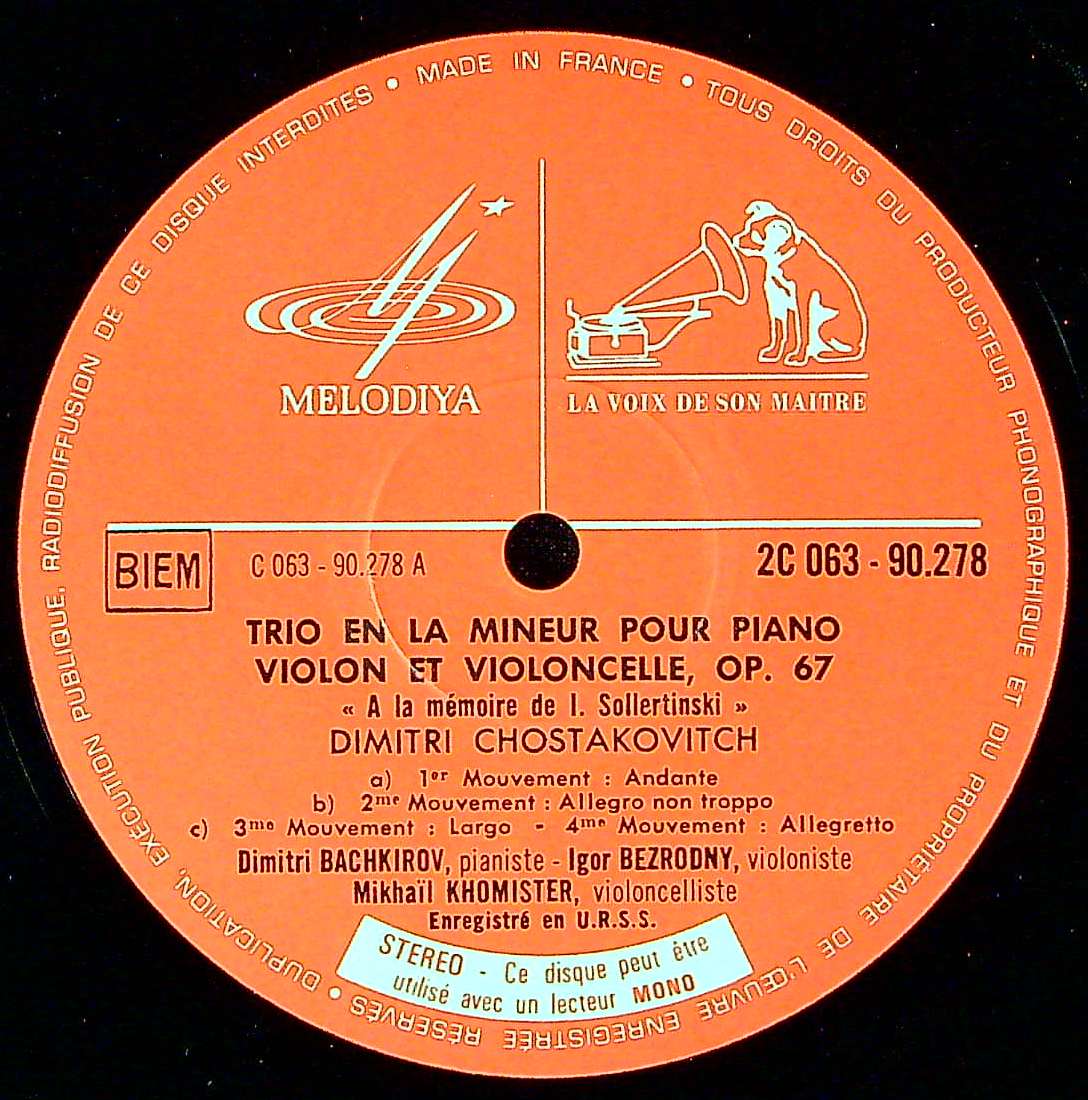 MADE IN FRANCE • TOUS DROITS DU PRODUCTEUR PHONOGRAPHIQUE ET DU PROPRIÉTAIRE DE L'ŒUVRE ENREGISTRÉE RÉSERVÉS • DUPLICATION, EXÉCUTION PUBLIQUE, RADIODIFFUSION DE CE DISQUE INTERDITES •
MELODIYA
LA VOIX DE SON MAITRE
BIEM
C 063 - 90.278 A
2C 063 - 90.278
TRIO EN LA MINEUR POUR PIANO
VIOLON ET VIOLONCELLE, OP. 67
« A la mémoire de I. Sollertinski »
DIMITRI CHOSTAKOVITCH
a) 1er Mouvement : Andante
b) 2me Mouvement : Allegro non troppo
c) 3me Mouvement : Largo - 4me Mouvement : Allegretto
Dimitri BACHKIROV, pianiste - Igor BEZRODNY, violoniste
Mikhaïl KHOMISTER, violoncelliste
Enregistré en U.R.S.S.
STEREO - Ce disque peut être
utilisé avec un lecteur MONO